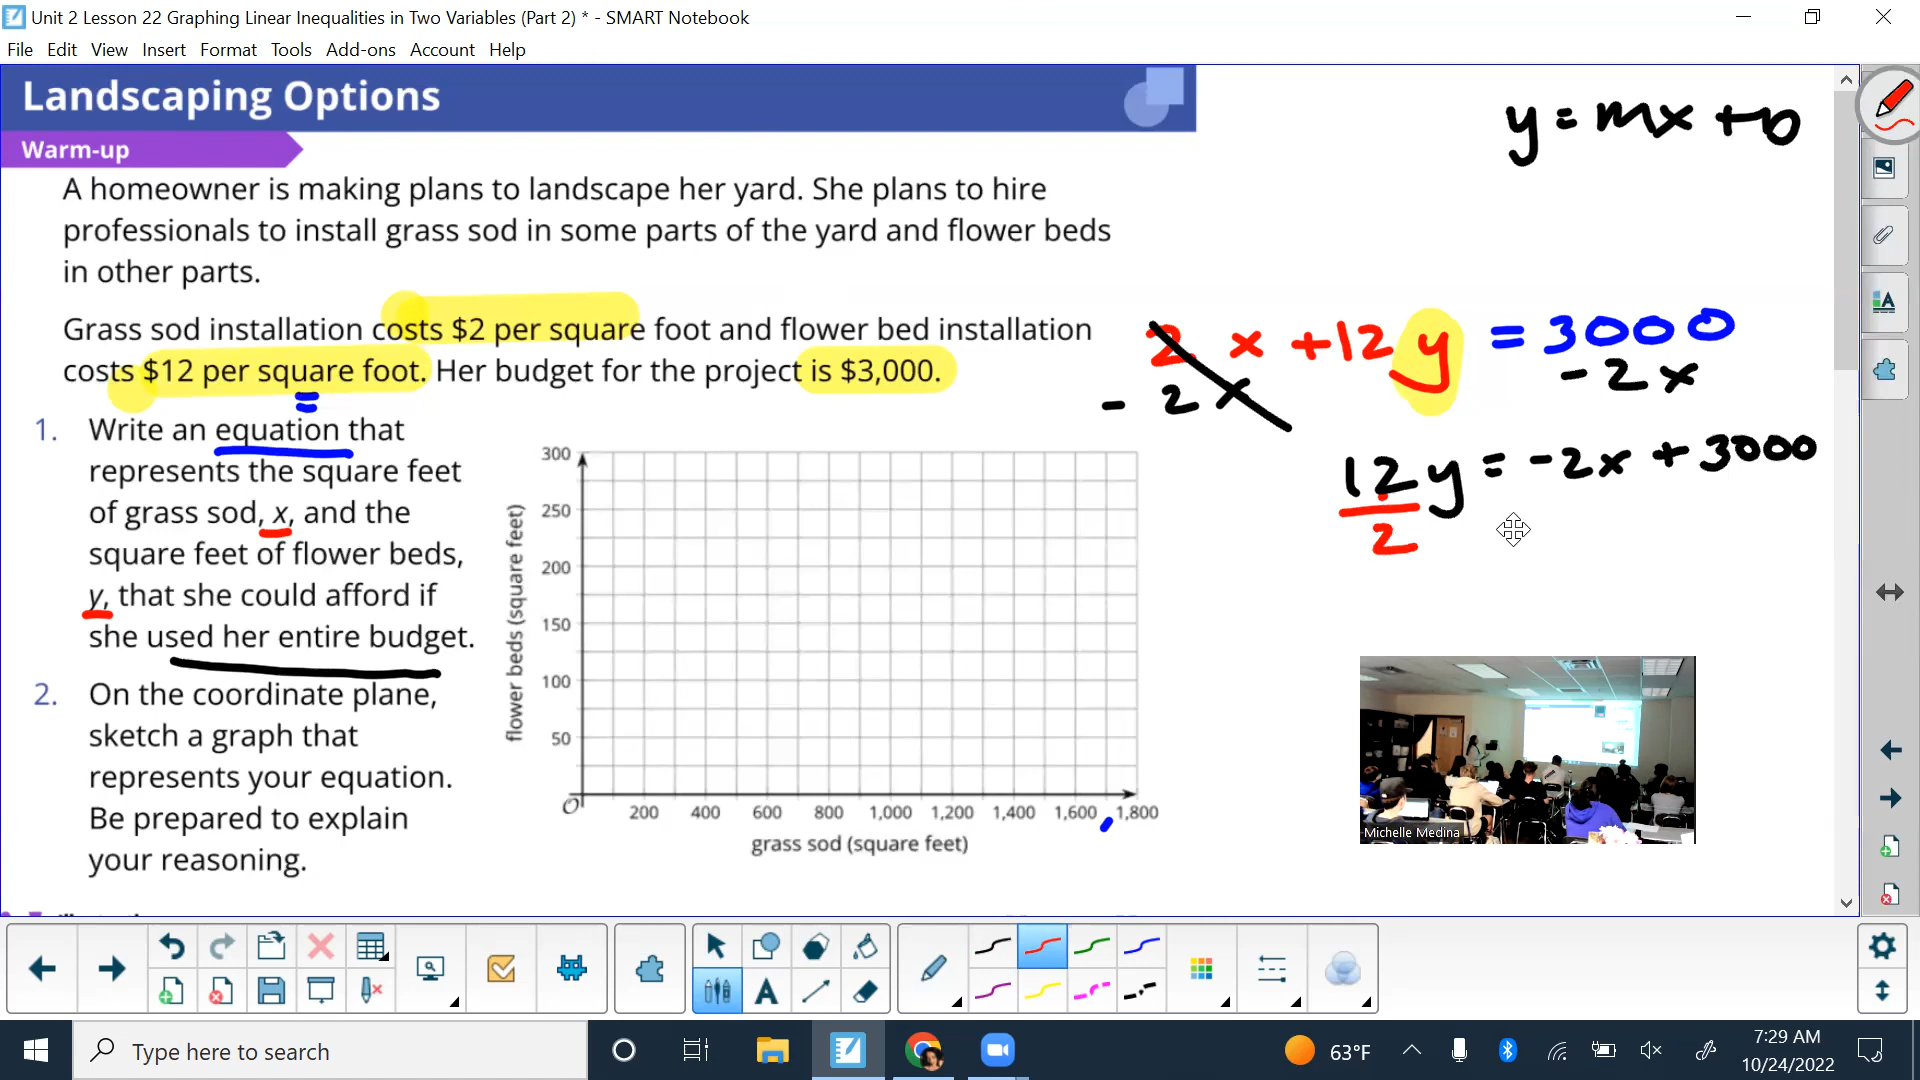 Unit 2 Lesson 22 Graphing Linear Inequalities in Two Variables (Part 2) * - SMART Notebook
File Edit View Insert Format Tools Add-ons Account Help
Landscaping Options
Warm-up
A homeowner is making plans to landscape her yard. She plans to hire
professionals to install grass sod in some parts of the yard and flower beds
in other parts.
Grass sod installation costs $2 per square foot and flower bed installation
costs $12 per square foot. Her budget for the project is $3,000.
1. Write an equation that
represents the square feet
of grass sod, x, and the
square feet of flower beds,
y, that she could afford if
she used her entire budget.
2. On the coordinate plane,
sketch a graph that
represents your equation.
Be prepared to explain
your reasoning.
=
flower beds (square feet)
300
250
200
150
100
50
O
200 400 600 800 1,000 1,200 1,400 1,600 1,800
grass sod (square feet)
y = mx + b
2 x + 12 y = 3000
- 2 x - 2 x
12 y = - 2x + 3000
2
Michelle Medina
Type here to search
63°F
7:29 AM
10/24/2022